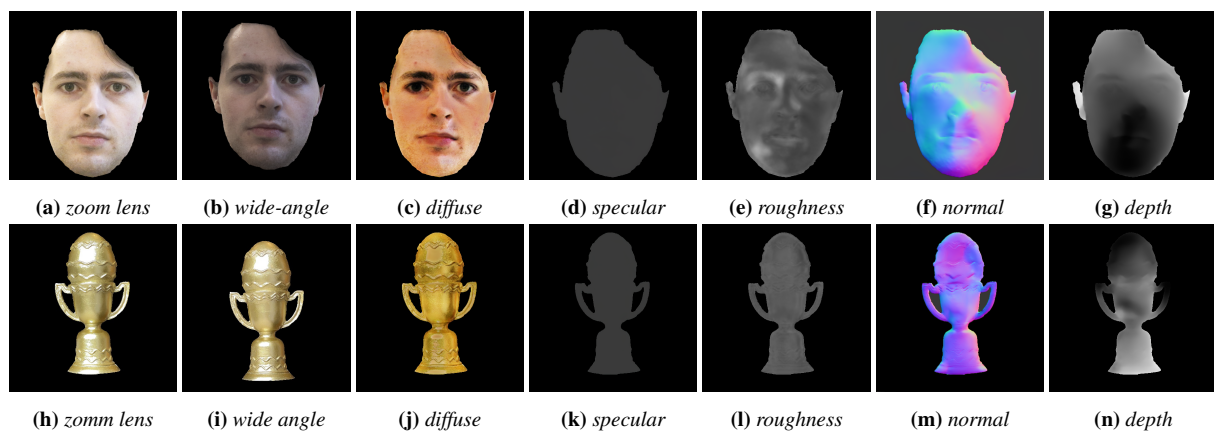 (a) zoom lens (b) wide-angle (c) diffuse (d) specular (e) roughness (f) normal (g) depth
(h) zomm lens (i) wide angle (j) diffuse (k) specular (l) roughness (m) normal (n) depth